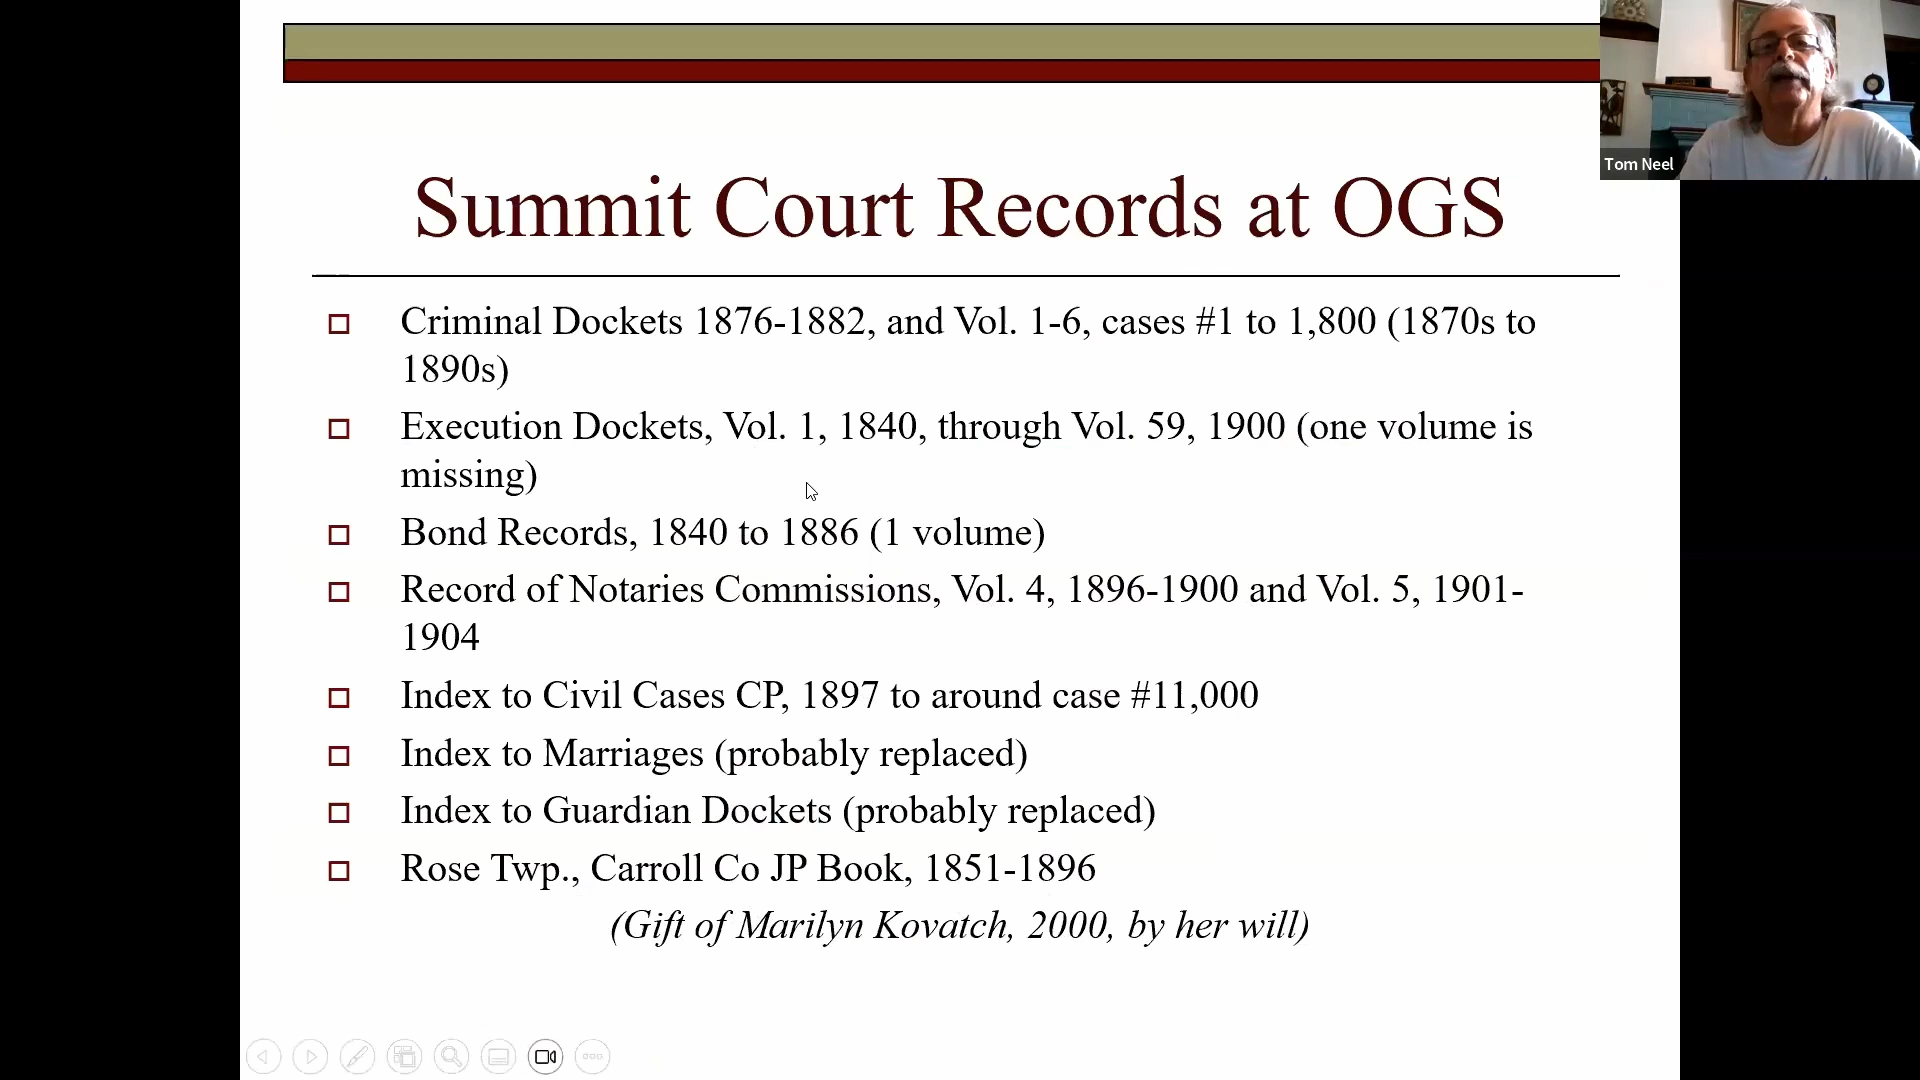 Tom Neel
Summit Court Records at OGS
Criminal Dockets 1876-1882, and Vol. 1-6, cases #1 to 1,800 (1870s to
1890s)
Execution Dockets, Vol. 1, 1840, through Vol. 59, 1900 (one volume is
missing)
Bond Records, 1840 to 1886 (1 volume)
Record of Notaries Commissions, Vol. 4, 1896-1900 and Vol. 5, 1901-
1904
Index to Civil Cases CP, 1897 to around case #11,000
Index to Marriages (probably replaced)
Index to Guardian Dockets (probably replaced)
Rose Twp., Carroll Co JP Book, 1851-1896
(Gift of Marilyn Kovatch, 2000, by her will)